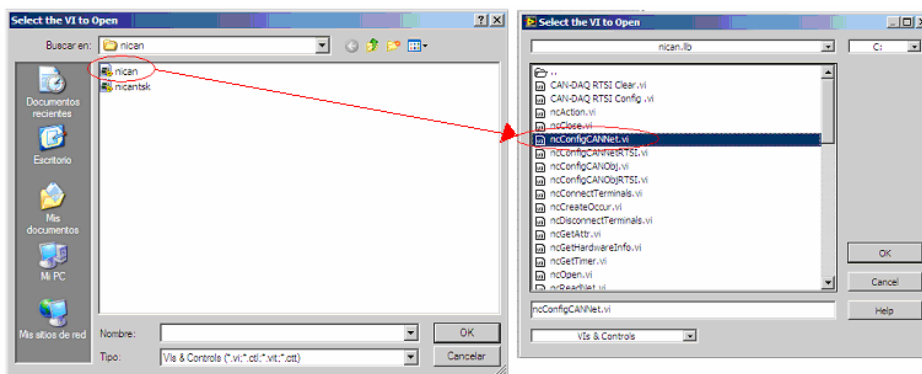 Select the VI to Open
Buscar en:
nican
nican
nicantsk
Documentos
recientes
Escritorio
Mis
documentos
Mi PC
Mis sitios de red
Nombre:
OK
Tipo:
VIs & Controls (*.vi;*.ctl;*.vit;*.ctt)
Cancelar
Select the VI to Open
nican.llb
C:
..
CAN-DAQ RTSI Clear.vi
CAN-DAQ RTSI Config .vi
ncAction.vi
ncClose.vi
ncConfigCANNet.vi
ncConfigCANNetRTSI.vi
ncConfigCANObj.vi
ncConfigCANObjRTSI.vi
ncConnectTerminals.vi
ncCreateOccur.vi
ncDisconnectTerminals.vi
ncGetAttr.vi
ncGetHardwareInfo.vi
ncGetTimer.vi
ncOpen.vi
ncReadNet.vi
OK
Cancel
ncConfigCANNet.vi
Help
VIs & Controls